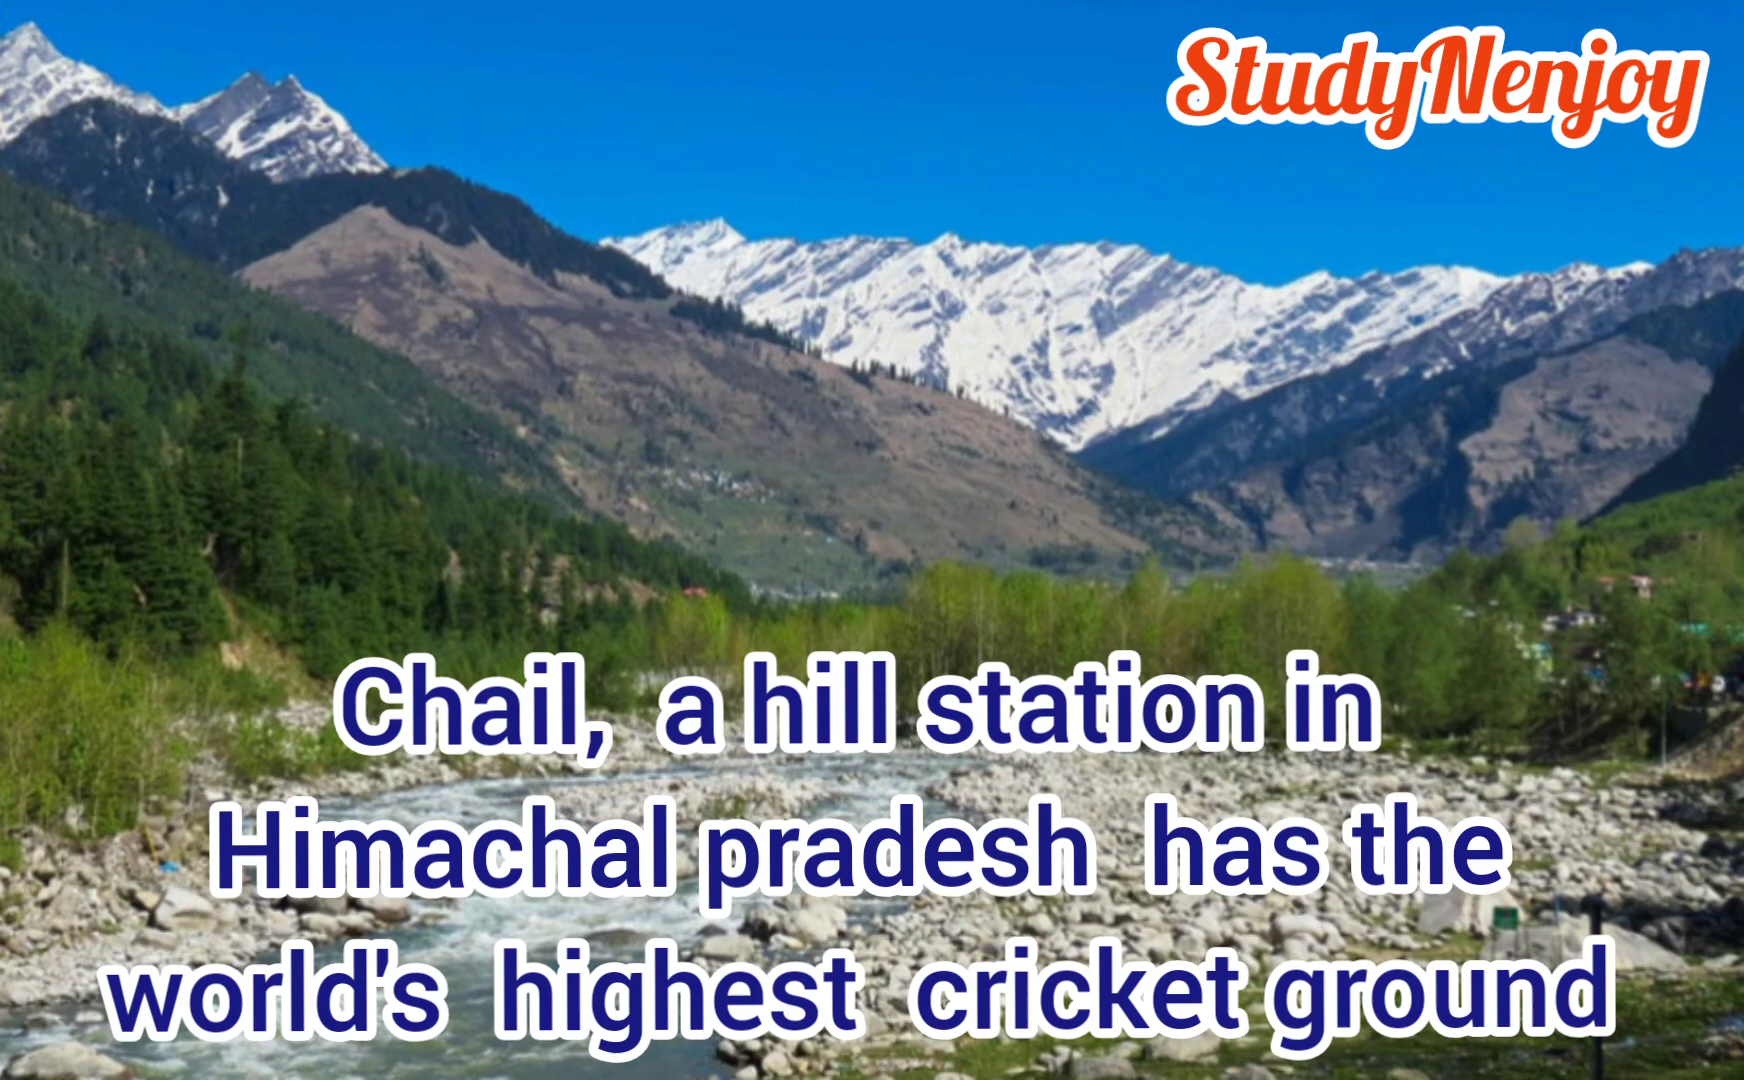 StudyNenjoy
Chail, a hill station in
Himachal pradesh has the
world's highest cricket ground